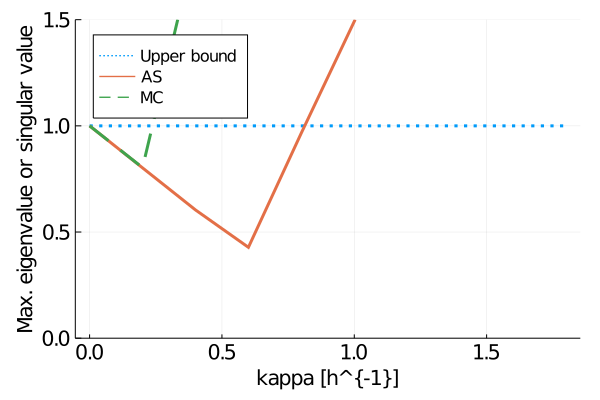 Max. eigenvalue or singular value
1.5
1.0
0.5
0.0
Upper bound
AS
MC
0.0 0.5 1.0 1.5
kappa [h^{-1}]